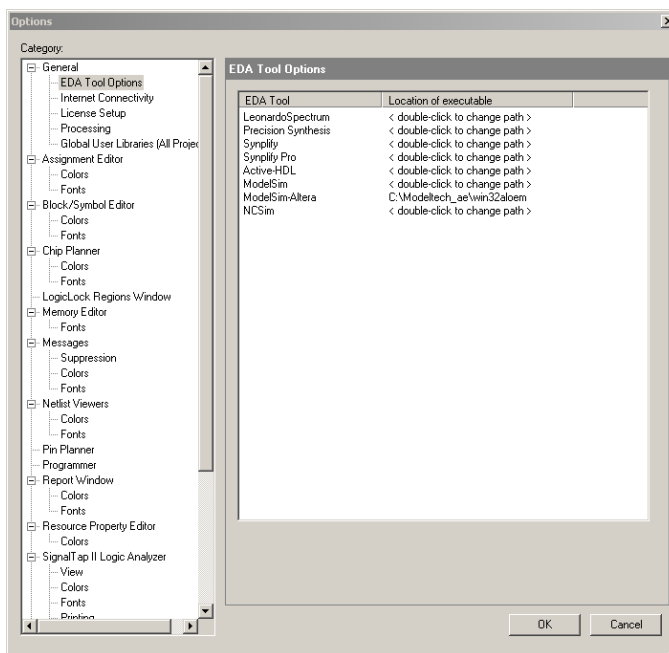 Options
Category:
General
EDA Tool Options
Internet Connectivity
License Setup
Processing
Global User Libraries (All Projec
Assignment Editor
Colors
Fonts
Block/Symbol Editor
Colors
Fonts
Chip Planner
Colors
Fonts
LogicLock Regions Window
Memory Editor
Fonts
Messages
Suppression
Colors
Fonts
Netlist Viewers
Colors
Fonts
Pin Planner
Programmer
Report Window
Colors
Fonts
Resource Property Editor
Colors
SignalTap II Logic Analyzer
View
Colors
Fonts
Printing
EDA Tool Options
EDA Tool Location of executable
LeonardoSpectrum < double-click to change path >
Precision Synthesis < double-click to change path >
Synplify < double-click to change path >
Synplify Pro < double-click to change path >
Active-HDL < double-click to change path >
ModelSim < double-click to change path >
ModelSim-Altera C:\Modeltech_ae\win32aloem
NCSim < double-click to change path >
OK Cancel